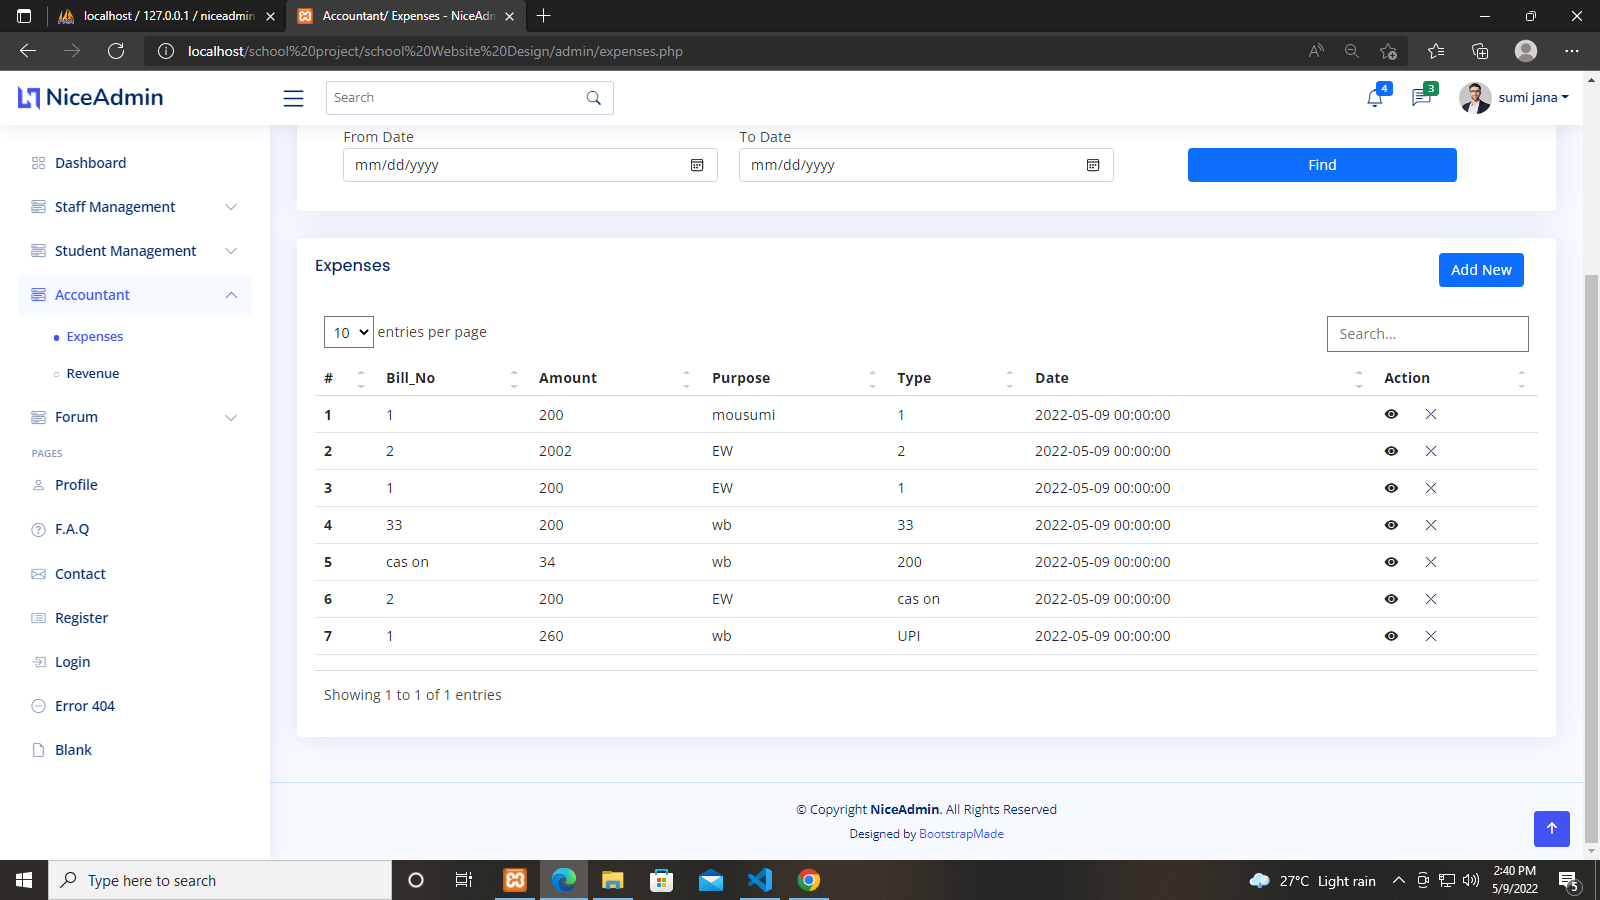 localhost / 127.0.0.1 / niceadmin
Accountant/ Expenses - NiceAdm
localhost/school%20project/school%20Website%20Design/admin/expenses.php
NiceAdmin
Search
4
3
sumi jana
Dashboard
Staff Management
Student Management
Accountant
Expenses
Revenue
Forum
PAGES
Profile
F.A.Q
Contact
Register
Login
Error 404
Blank
From Date
To Date
mm/dd/yyyy
mm/dd/yyyy
Find
Expenses
Add New
10 entries per page
Search...
# Bill_No Amount Purpose Type Date Action
1 1 200 mousumi 1 2022-05-09 00:00:00
2 2 2002 EW 2 2022-05-09 00:00:00
3 1 200 EW 1 2022-05-09 00:00:00
4 33 200 wb 33 2022-05-09 00:00:00
5 cas on 34 wb 200 2022-05-09 00:00:00
6 2 200 EW cas on 2022-05-09 00:00:00
7 1 260 wb UPI 2022-05-09 00:00:00
Showing 1 to 1 of 1 entries
© Copyright NiceAdmin. All Rights Reserved
Designed by BootstrapMade
Type here to search
27°C Light rain
2:40 PM
5/9/2022
5